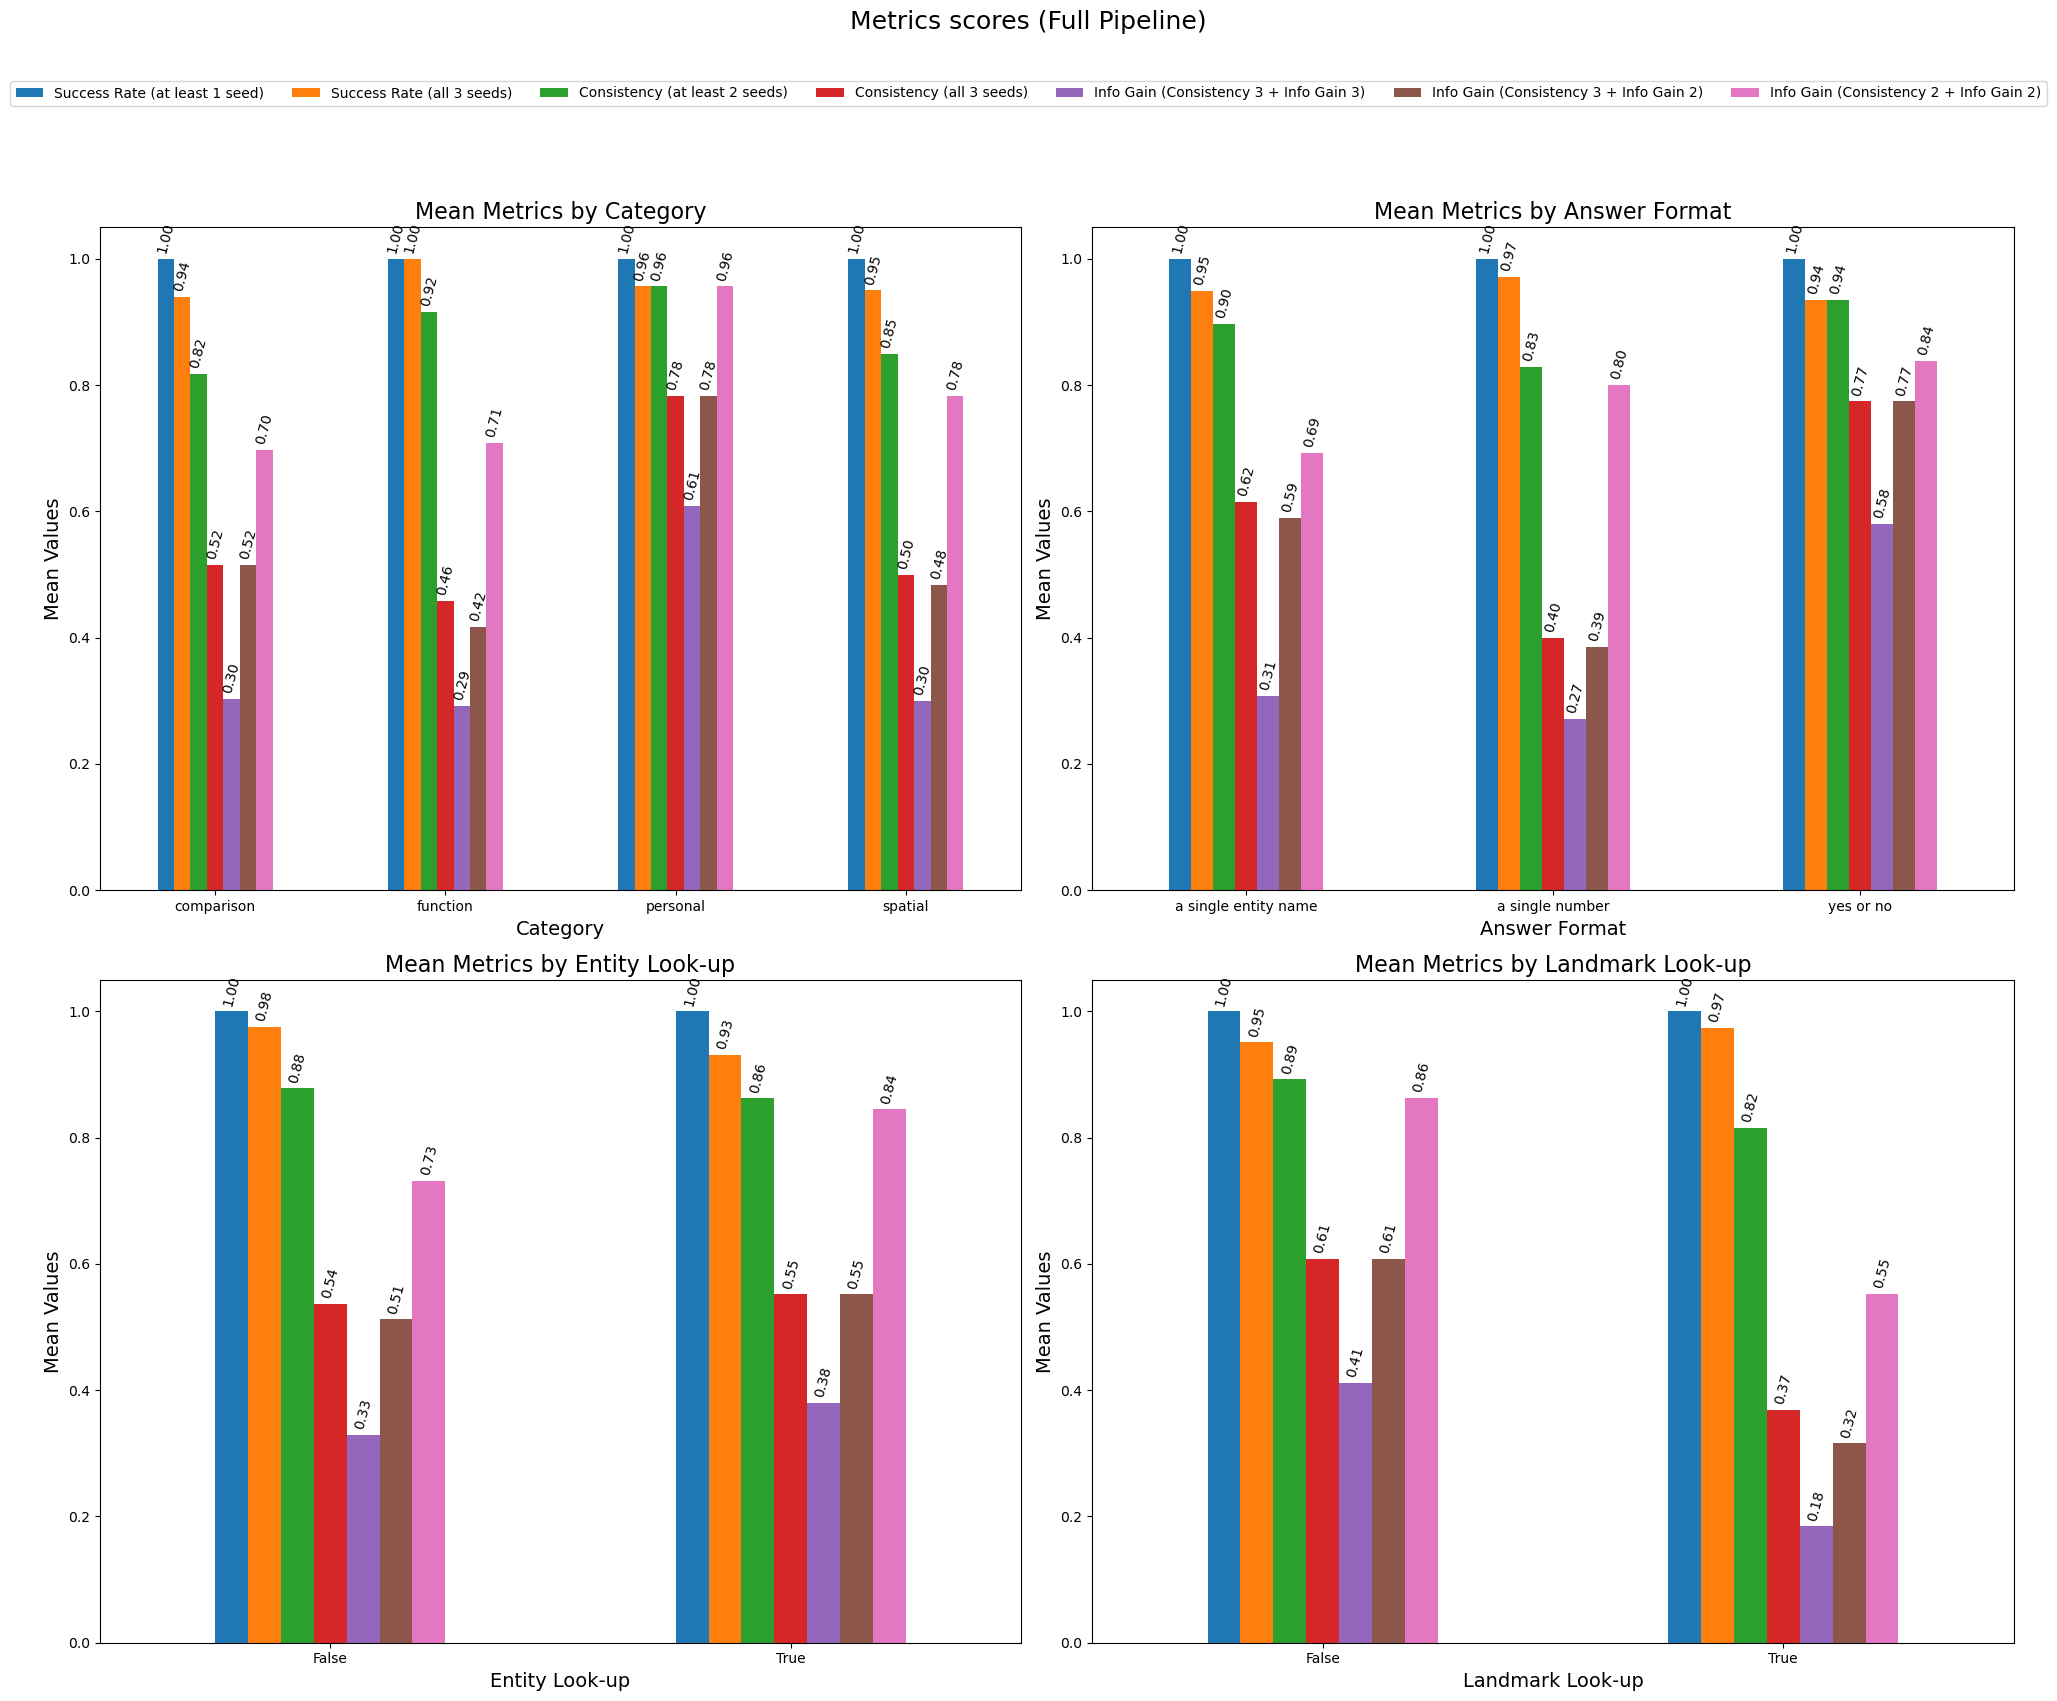 Metrics scores (Full Pipeline)
Success Rate (at least 1 seed) Success Rate (all 3 seeds) Consistency (at least 2 seeds) Consistency (all 3 seeds) Info Gain (Consistency 3 + Info Gain 3) Info Gain (Consistency 3 + Info Gain 2) Info Gain (Consistency 2 + Info Gain 2)
Mean Metrics by Category
Mean Values
1.0
0.8
0.6
0.4
0.2
0.0
1.00 0.94 0.82 0.52 0.30 0.52 0.70
1.00 1.00 0.92 0.46 0.29 0.42 0.71
1.00 0.96 0.96 0.78 0.61 0.78 0.96
1.00 0.95 0.85 0.50 0.30 0.48 0.78
comparison function personal spatial
Category
Mean Metrics by Answer Format
Mean Values
1.0
0.8
0.6
0.4
0.2
0.0
1.00 0.95 0.90 0.62 0.31 0.59 0.69
1.00 0.97 0.83 0.40 0.27 0.39 0.80
1.00 0.94 0.94 0.77 0.58 0.77 0.84
a single entity name a single number yes or no
Answer Format
Mean Metrics by Entity Look-up
Mean Values
1.0
0.8
0.6
0.4
0.2
0.0
1.00 0.98 0.88 0.54 0.33 0.51 0.73
1.00 0.93 0.86 0.55 0.38 0.55 0.84
False True
Entity Look-up
Mean Metrics by Landmark Look-up
Mean Values
1.0
0.8
0.6
0.4
0.2
0.0
1.00 0.95 0.89 0.61 0.41 0.61 0.86
1.00 0.97 0.82 0.37 0.18 0.32 0.55
False True
Landmark Look-up